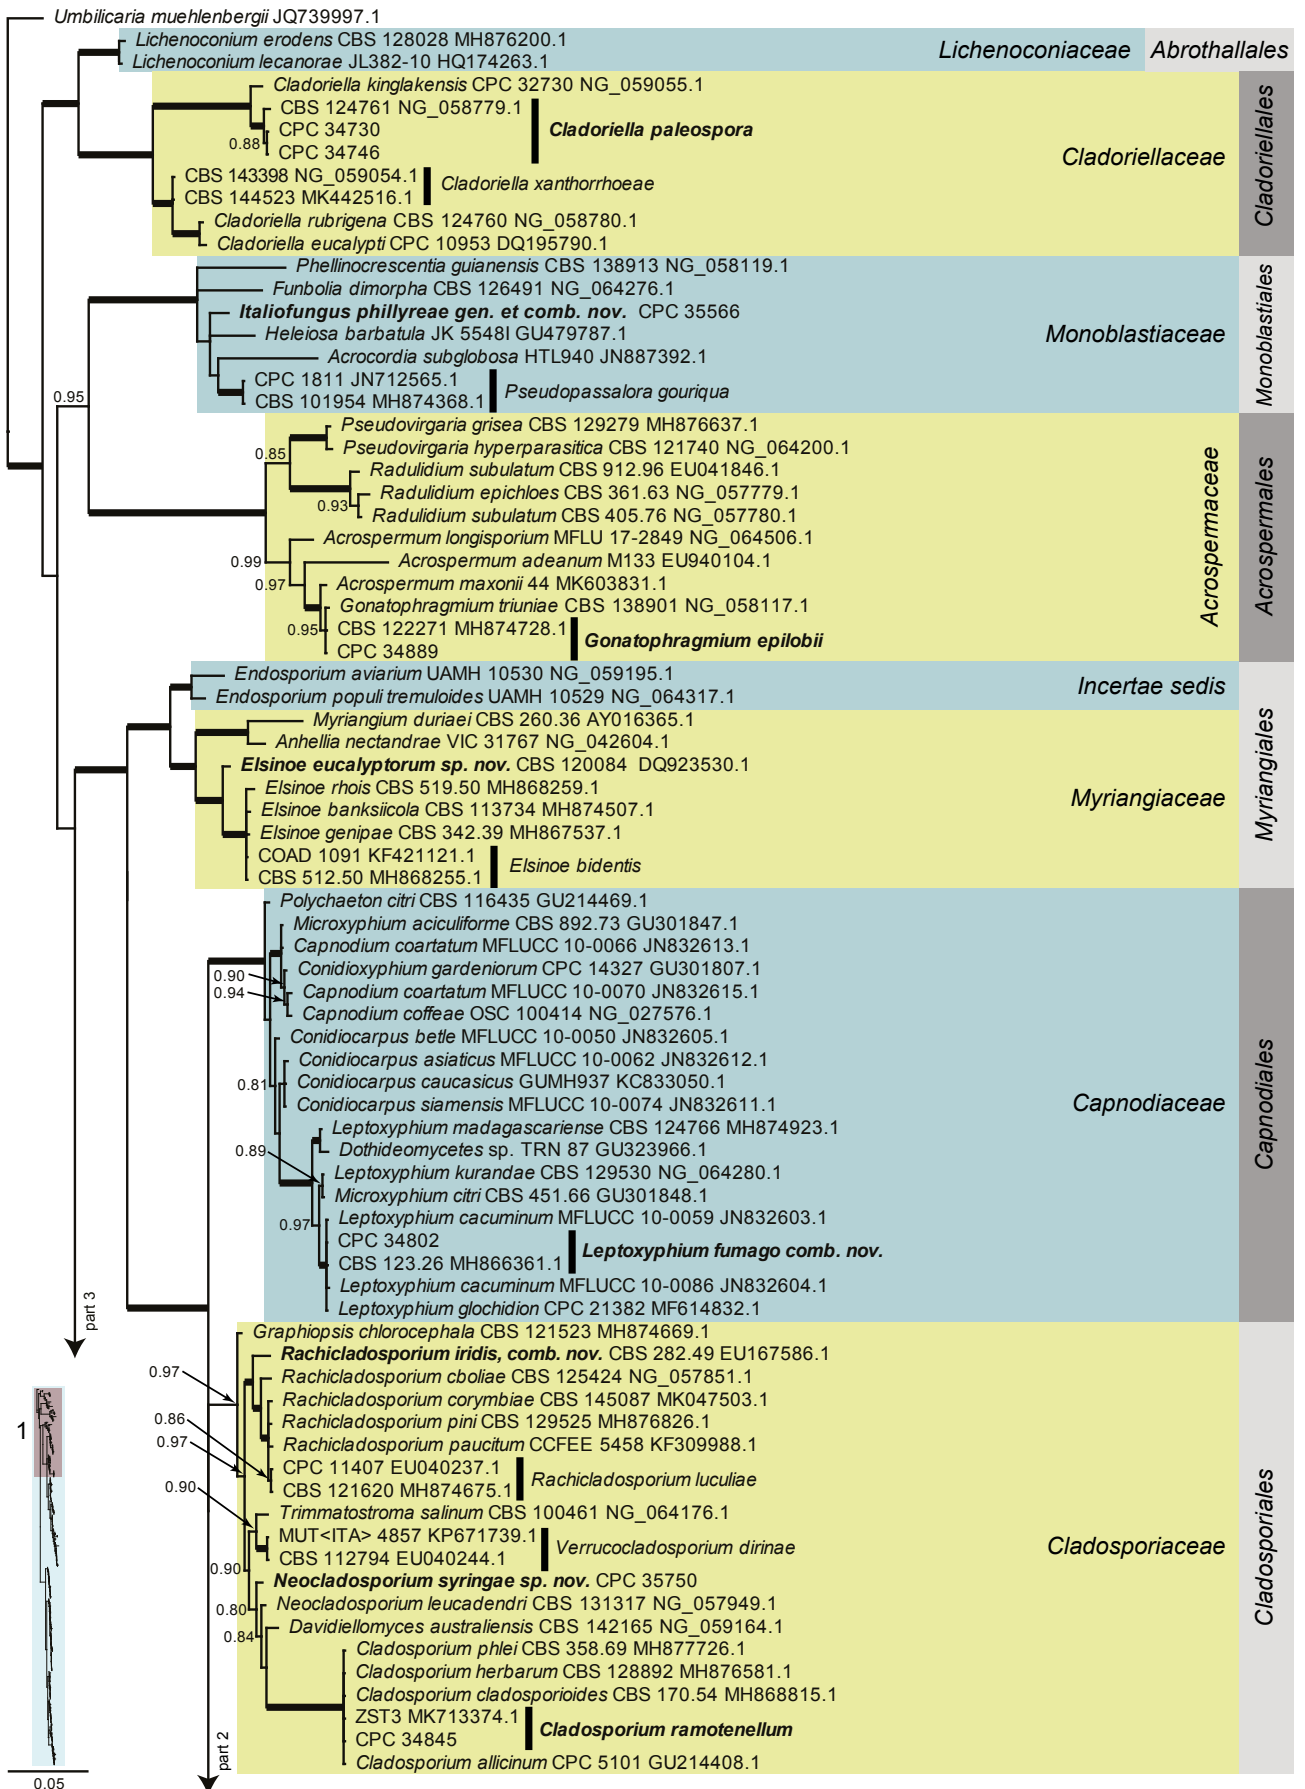 Umbilicaria muehlenbergii JQ739997.1
Lichenoconium erodens CBS 128028 MH876200.1
Lichenoconium lecanorae JL382-10 HQ174263.1
Lichenoconiaceae
Abrothallales
Cladoriella kinglakensis CPC 32730 NG_059055.1
CBS 124761 NG_058779.1
CPC 34730
0.88
CPC 34746
Cladoriella paleospora
CBS 143398 NG_059054.1
CBS 144523 MK442516.1
Cladoriella xanthorrhoeae
Cladoriella rubrigena CBS 124760 NG_058780.1
Cladoriella eucalypti CPC 10953 DQ195790.1
Cladoriellaceae
Cladoriellales
Phellinocrescentia guianensis CBS 138913 NG_058119.1
Funbolia dimorpha CBS 126491 NG_064276.1
Italiofungus phillyreae gen. et comb. nov. CPC 35566
Heleiosa barbatula JK 5548I GU479787.1
Acrocordia subglobosa HTL940 JN887392.1
CPC 1811 JN712565.1
CBS 101954 MH874368.1
Pseudopassalora gouriqua
0.95
Monoblastiaceae
Monoblastiales
Pseudovirgaria grisea CBS 129279 MH876637.1
Pseudovirgaria hyperparasitica CBS 121740 NG_064200.1
0.85
Radulidium subulatum CBS 912.96 EU041846.1
Radulidium epichloes CBS 361.63 NG_057779.1
0.93
Radulidium subulatum CBS 405.76 NG_057780.1
Acrospermum longisporium MFLU 17-2849 NG_064506.1
0.99
Acrospermum adeanum M133 EU940104.1
0.97
Acrospermum maxonii 44 MK603831.1
Gonatophragmium triuniae CBS 138901 NG_058117.1
0.95
CBS 122271 MH874728.1
CPC 34889
Gonatophragmium epilobii
Acrospermaceae
Acrospermales
Endosporium aviarium UAMH 10530 NG_059195.1
Endosporium populi tremuloides UAMH 10529 NG_064317.1
Incertae sedis
Myriangium duriaei CBS 260.36 AY016365.1
Anhellia nectandrae VIC 31767 NG_042604.1
Elsinoe eucalyptorum sp. nov. CBS 120084 DQ923530.1
Elsinoe rhois CBS 519.50 MH868259.1
Elsinoe banksiicola CBS 113734 MH874507.1
Elsinoe genipae CBS 342.39 MH867537.1
COAD 1091 KF421121.1
CBS 512.50 MH868255.1
Elsinoe bidentis
Myriangiaceae
Myriangiales
Polychaeton citri CBS 116435 GU214469.1
Microxyphium aciculiforme CBS 892.73 GU301847.1
Capnodium coartatum MFLUCC 10-0066 JN832613.1
Conidioxyphium gardeniorum CPC 14327 GU301807.1
0.90
Capnodium coartatum MFLUCC 10-0070 JN832615.1
0.94
Capnodium coffeae OSC 100414 NG_027576.1
Conidiocarpus betle MFLUCC 10-0050 JN832605.1
Conidiocarpus asiaticus MFLUCC 10-0062 JN832612.1
0.81
Conidiocarpus caucasicus GUMH937 KC833050.1
Conidiocarpus siamensis MFLUCC 10-0074 JN832611.1
Leptoxyphium madagascariense CBS 124766 MH874923.1
0.89
Dothideomycetes sp. TRN 87 GU323966.1
Leptoxyphium kurandae CBS 129530 NG_064280.1
Microxyphium citri CBS 451.66 GU301848.1
0.97
Leptoxyphium cacuminum MFLUCC 10-0059 JN832603.1
CPC 34802
CBS 123.26 MH866361.1
Leptoxyphium fumago comb. nov.
Leptoxyphium cacuminum MFLUCC 10-0086 JN832604.1
Leptoxyphium glochidion CPC 21382 MF614832.1
Capnodiaceae
Capnodiales
part 3
Graphiopsis chlorocephala CBS 121523 MH874669.1
Rachicladosporium iridis, comb. nov. CBS 282.49 EU167586.1
0.97
Rachicladosporium cboliae CBS 125424 NG_057851.1
Rachicladosporium corymbiae CBS 145087 MK047503.1
0.86
Rachicladosporium pini CBS 129525 MH876826.1
0.97
Rachicladosporium paucitum CCFEE 5458 KF309988.1
CPC 11407 EU040237.1
CBS 121620 MH874675.1
Rachicladosporium luculiae
0.90
Trimmatostroma salinum CBS 100461 NG_064176.1
MUT<ITA> 4857 KP671739.1
CBS 112794 EU040244.1
Verrucocladosporium dirinae
0.90
Neocladosporium syringae sp. nov. CPC 35750
Neocladosporium leucadendri CBS 131317 NG_057949.1
0.80
Davidiellomyces australiensis CBS 142165 NG_059164.1
0.84
Cladosporium phlei CBS 358.69 MH877726.1
Cladosporium herbarum CBS 128892 MH876581.1
Cladosporium cladosporioides CBS 170.54 MH868815.1
ZST3 MK713374.1
CPC 34845
Cladosporium ramotenellum
Cladosporium allicinum CPC 5101 GU214408.1
Cladosporiaceae
Cladosporiales
part 2
1
0.05